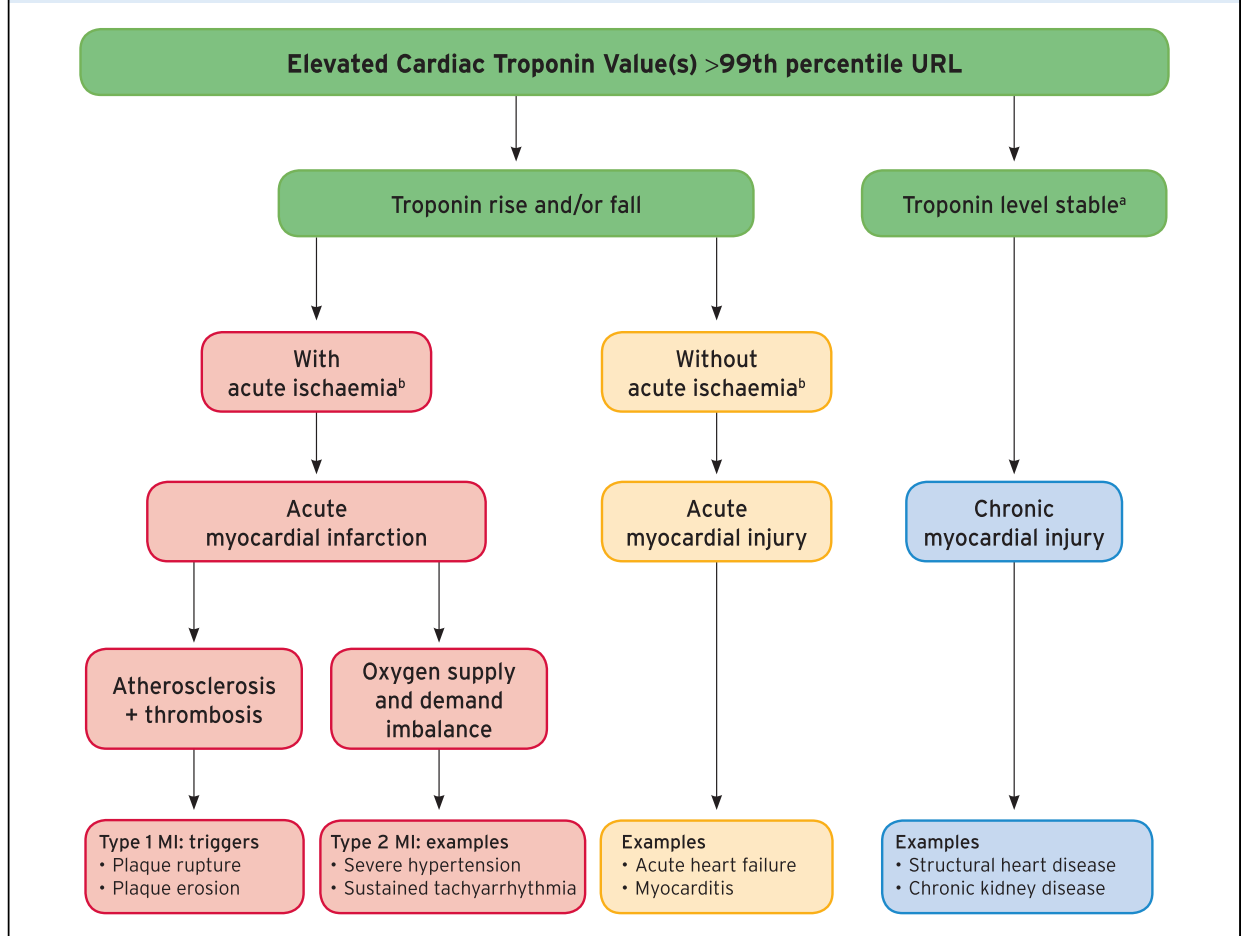 Elevated Cardiac Troponin Value(s) >99th percentile URL
Troponin rise and/or fall
Troponin level stableᵃ
With
acute ischaemiaᵇ
Without
acute ischaemiaᵇ
Acute
myocardial infarction
Acute
myocardial injury
Chronic
myocardial injury
Atherosclerosis
+ thrombosis
Oxygen supply
and demand
imbalance
Type 1 MI: triggers
• Plaque rupture
• Plaque erosion
Type 2 MI: examples
• Severe hypertension
• Sustained tachyarrhythmia
Examples
• Acute heart failure
• Myocarditis
Examples
• Structural heart disease
• Chronic kidney disease